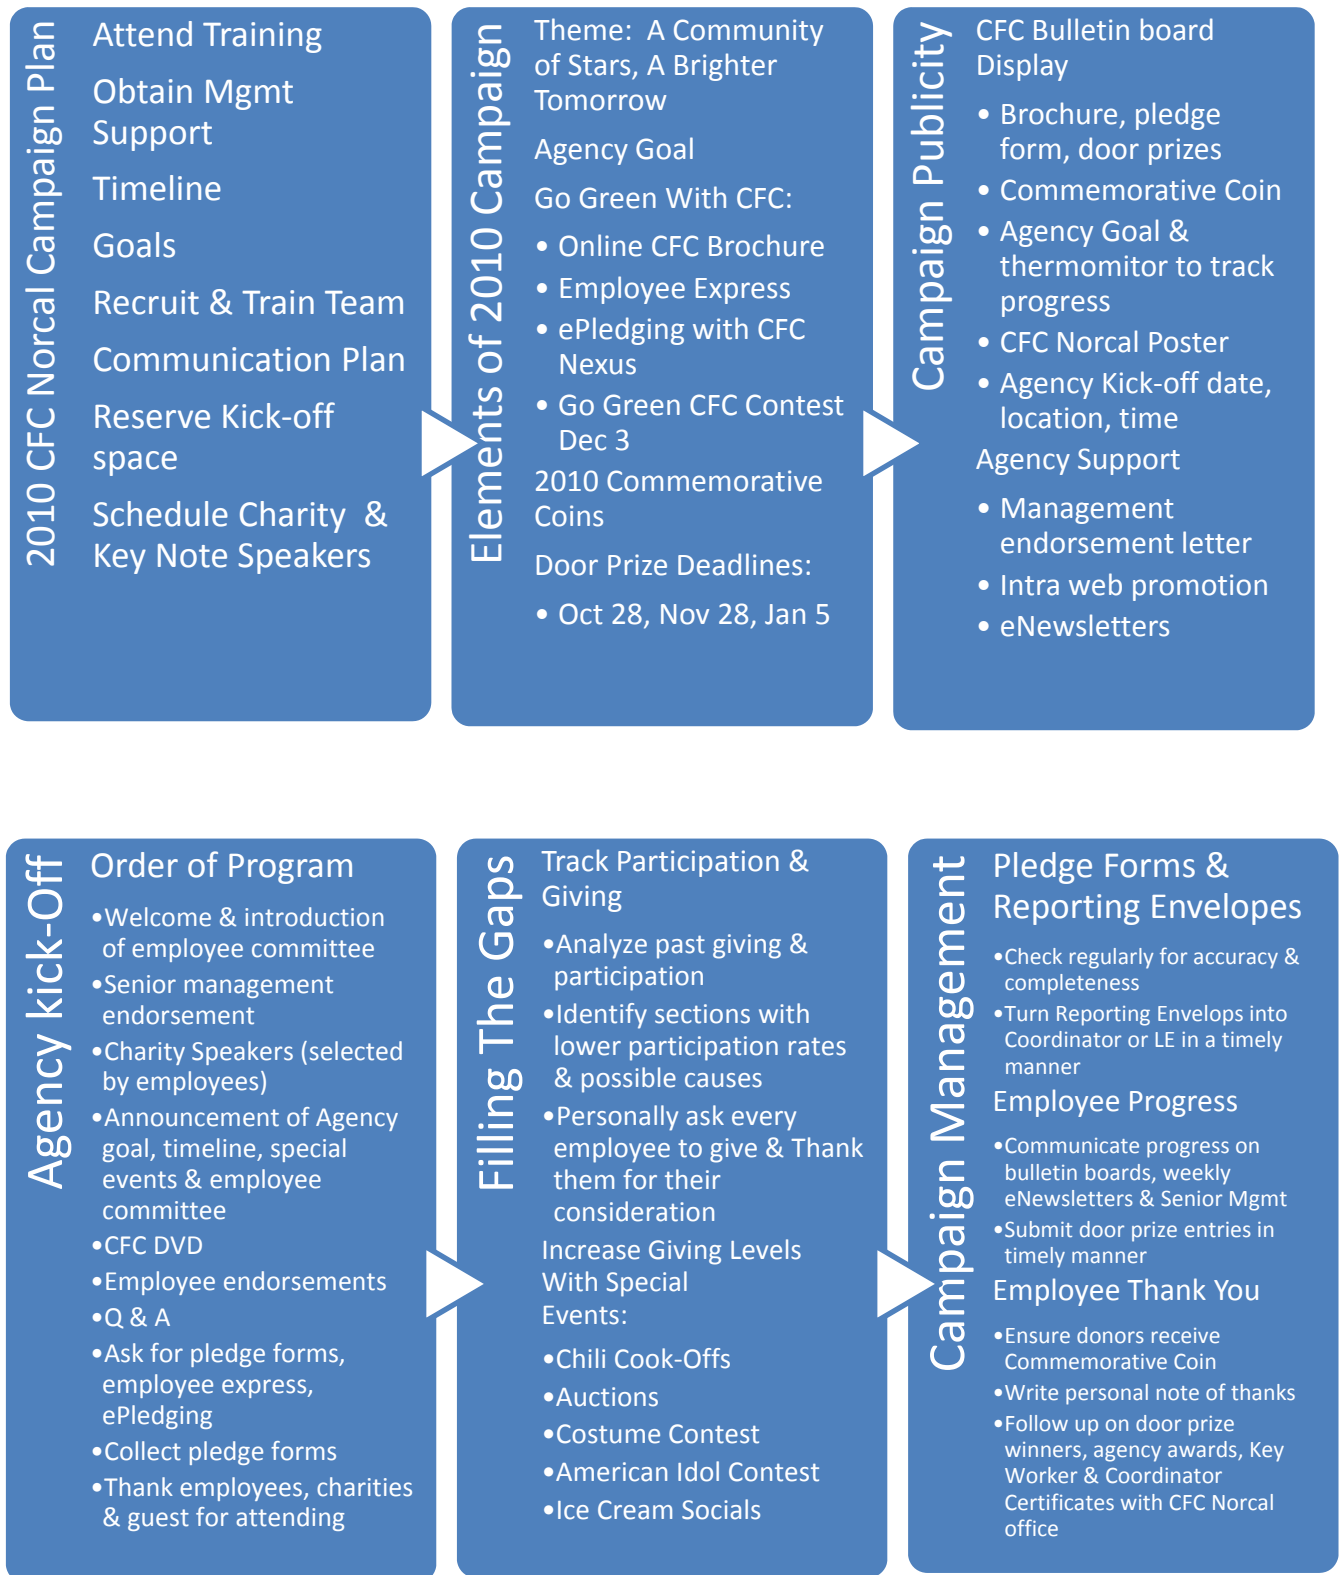 2010 CFC Norcal Campaign Plan
Attend Training
Obtain Mgmt
Support
Timeline
Goals
Recruit & Train Team
Communication Plan
Reserve Kick-off
space
Schedule Charity &
Key Note Speakers
Elements of 2010 Campaign
Theme: A Community
of Stars, A Brighter
Tomorrow
Agency Goal
Go Green With CFC:
• Online CFC Brochure
• Employee Express
• ePledging with CFC
Nexus
• Go Green CFC Contest
Dec 3
2010 Commemorative
Coins
Door Prize Deadlines:
• Oct 28, Nov 28, Jan 5
Campaign Publicity
CFC Bulletin board
Display
• Brochure, pledge
form, door prizes
• Commemorative Coin
• Agency Goal &
thermomitor to track
progress
• CFC Norcal Poster
• Agency Kick-off date,
location, time
Agency Support
• Management
endorsement letter
• Intra web promotion
• eNewsletters
Agency kick-Off
Order of Program
•Welcome & introduction
of employee committee
•Senior management
endorsement
•Charity Speakers (selected
by employees)
•Announcement of Agency
goal, timeline, special
events & employee
committee
•CFC DVD
•Employee endorsements
•Q & A
•Ask for pledge forms,
employee express,
ePledging
•Collect pledge forms
•Thank employees, charities
& guest for attending
Filling The Gaps
Track Participation &
Giving
•Analyze past giving &
participation
•Identify sections with
lower participation rates
& possible causes
•Personally ask every
employee to give & Thank
them for their
consideration
Increase Giving Levels
With Special
Events:
•Chili Cook-Offs
•Auctions
•Costume Contest
•American Idol Contest
•Ice Cream Socials
Campaign Management
Pledge Forms &
Reporting Envelopes
•Check regularly for accuracy &
completeness
•Turn Reporting Envelops into
Coordinator or LE in a timely
manner
Employee Progress
•Communicate progress on
bulletin boards, weekly
eNewsletters & Senior Mgmt
•Submit door prize entries in
timely manner
Employee Thank You
•Ensure donors receive
Commemorative Coin
•Write personal note of thanks
•Follow up on door prize
winners, agency awards, Key
Worker & Coordinator
Certificates with CFC Norcal
office